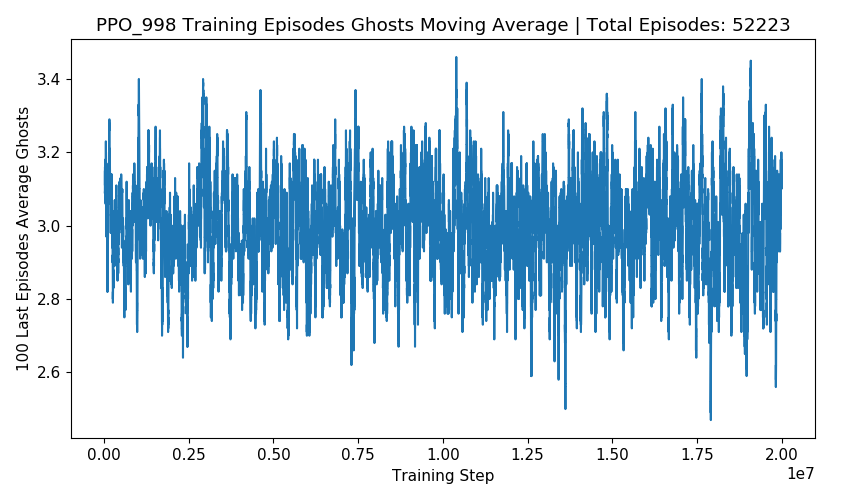 PPO_998 Training Episodes Ghosts Moving Average | Total Episodes: 52223
100 Last Episodes Average Ghosts
3.4
3.2
3.0
2.8
2.6
0.00 0.25 0.50 0.75 1.00 1.25 1.50 1.75 2.00
1e7
Training Step